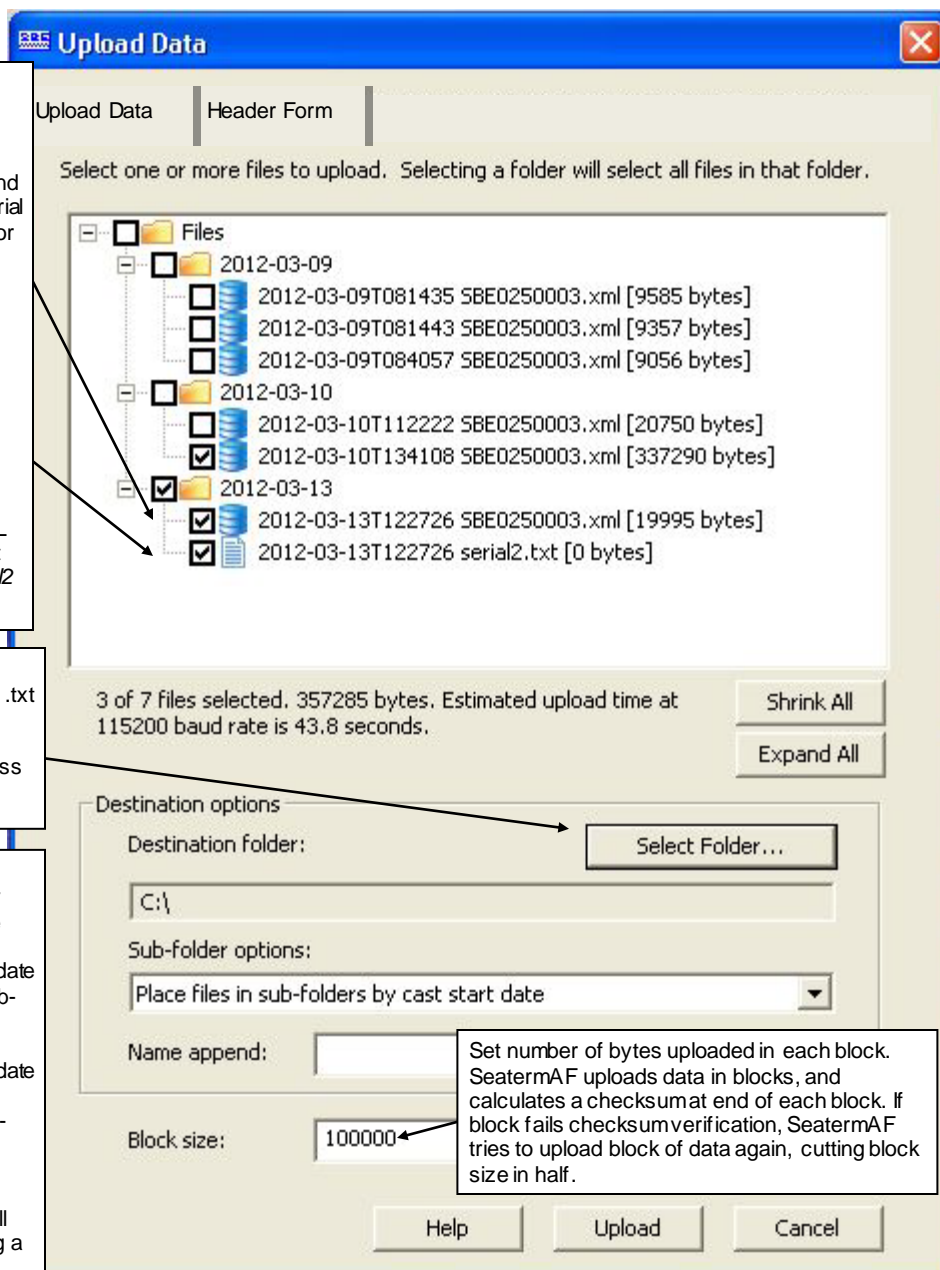 SBE Upload Data
Upload Data
Header Form
Select one or more files to upload. Selecting a folder will select all files in that folder.
Files
2012-03-09
2012-03-09T081435 SBE0250003.xml [9585 bytes]
2012-03-09T081443 SBE0250003.xml [9357 bytes]
2012-03-09T084057 SBE0250003.xml [9056 bytes]
2012-03-10
2012-03-10T112222 SBE0250003.xml [20750 bytes]
2012-03-10T134108 SBE0250003.xml [337290 bytes]
2012-03-13
2012-03-13T122726 SBE0250003.xml [19995 bytes]
2012-03-13T122726 serial2.txt [0 bytes]
3 of 7 files selected. 357285 bytes. Estimated upload time at
115200 baud rate is 43.8 seconds.
Shrink All
Expand All
.txt
Destination options
Destination folder:
Select Folder...
C:\
Sub-folder options:
Place files in sub-folders by cast start date
Name append:
Set number of bytes uploaded in each block.
SeatermAF uploads data in blocks, and
calculates a checksum at end of each block. If
block fails checksum verification, SeatermAF
tries to upload block of data again, cutting block
size in half.
Block size:
100000
Help
Upload
Cancel